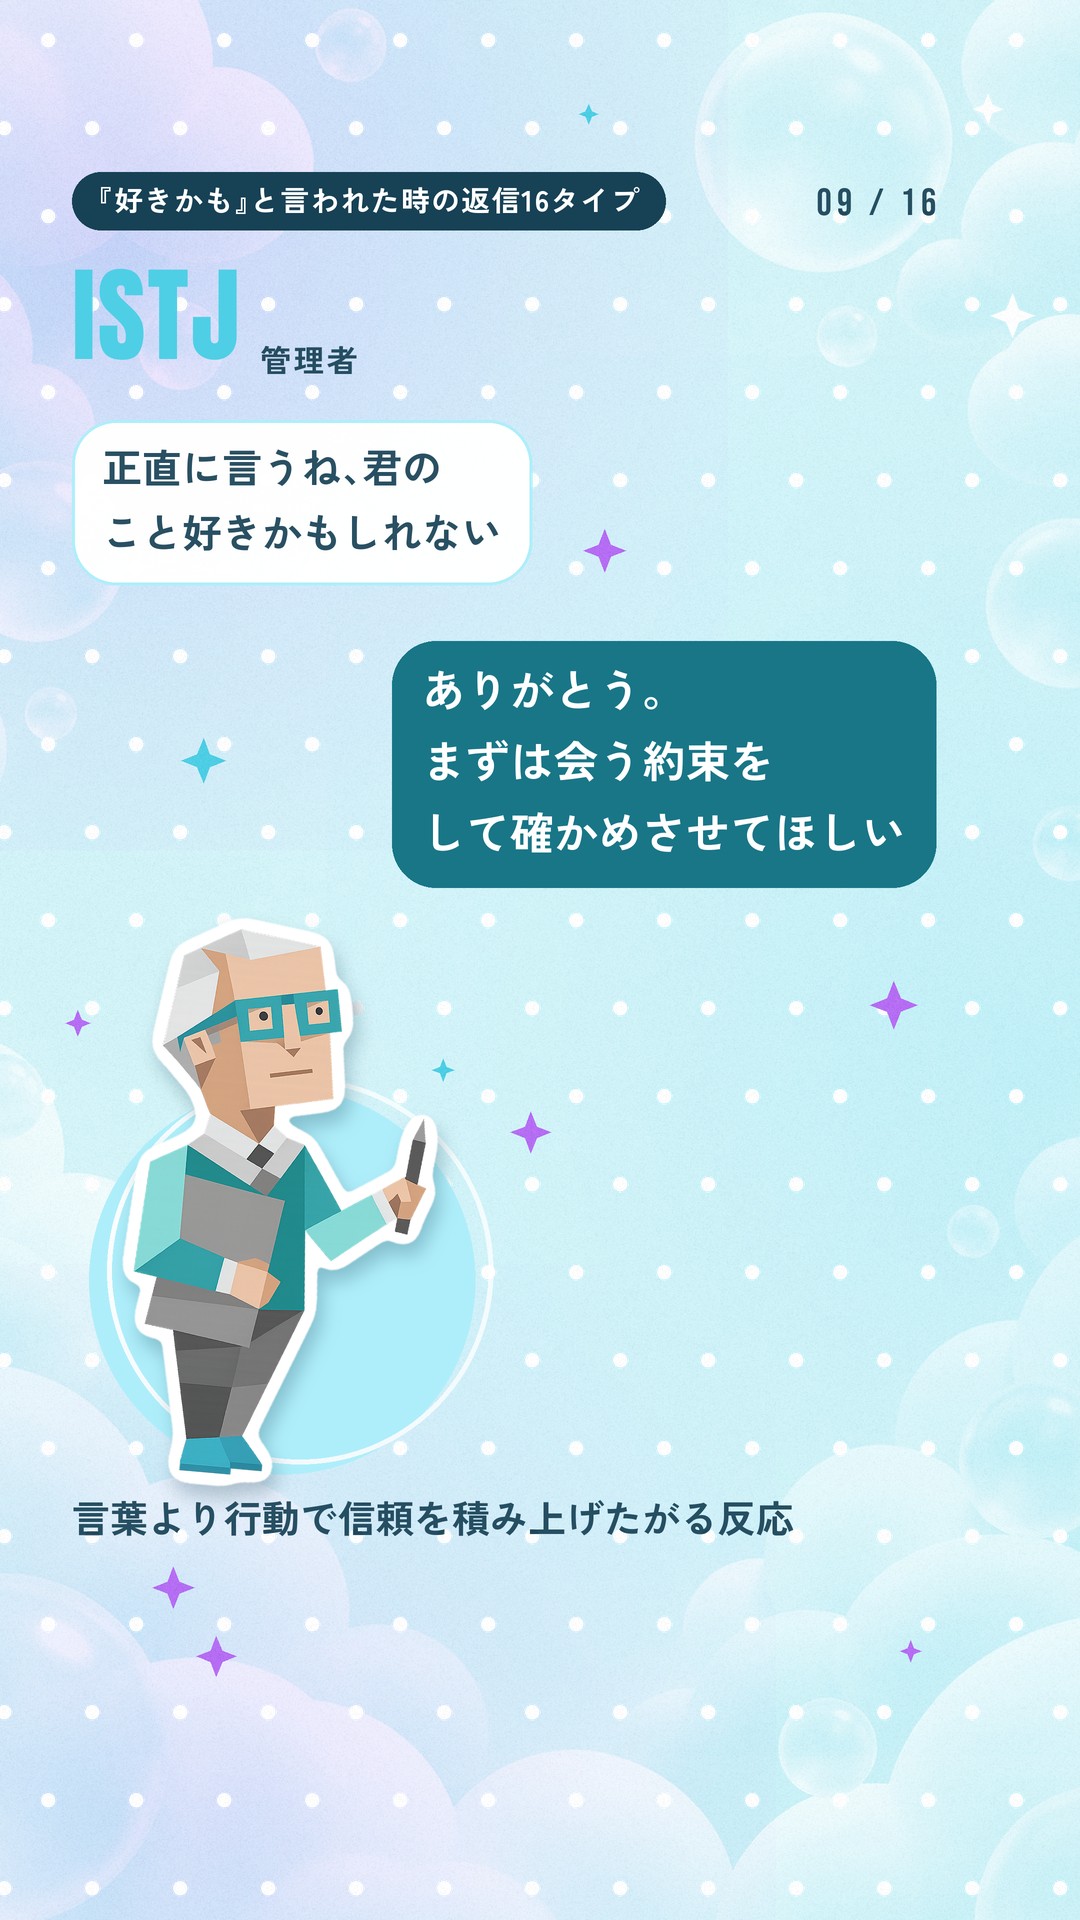 『好きかも』と言われた時の返信16タイプ
09 / 16
ISTJ
管理者
正直に言うね、君の
こと好きかもしれない
ありがとう。
まずは会う約束を
して確かめさせてほしい
言葉より行動で信頼を積み上げたがる反応